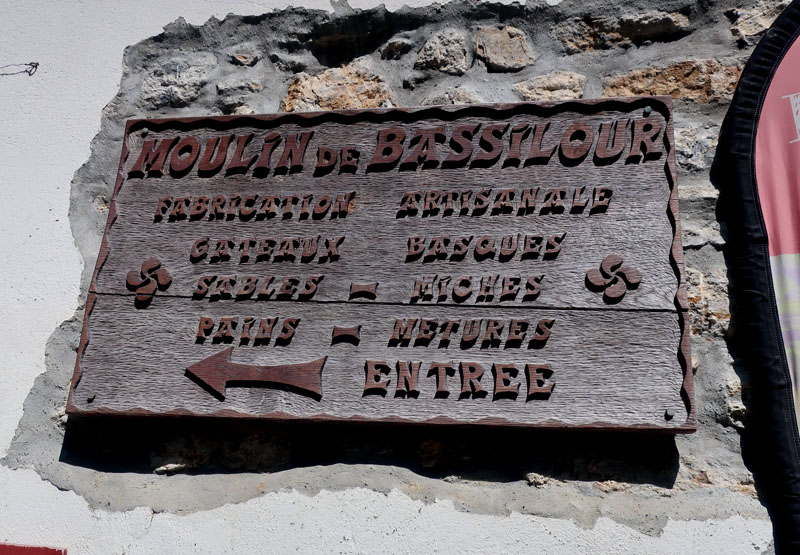 MOULIN DE BASSILOUR
FABRICATION ARTISANALE
GATEAUX BASQUES
SABLES - MICHES
PAINS - METURES
ENTREE